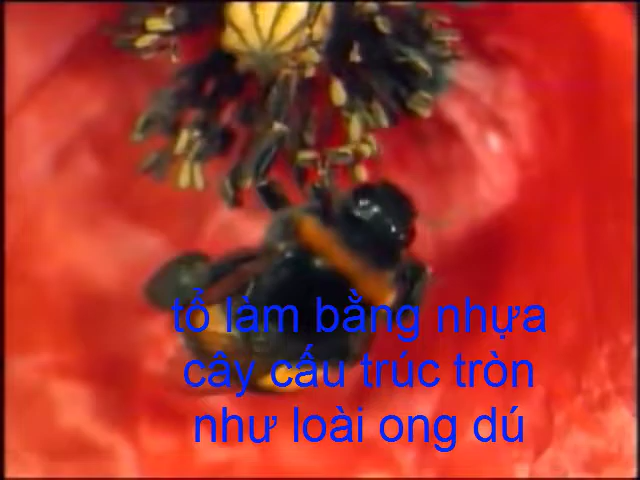 tổ làm bằng nhựa
cây cấu trúc tròn
như loài ong dú